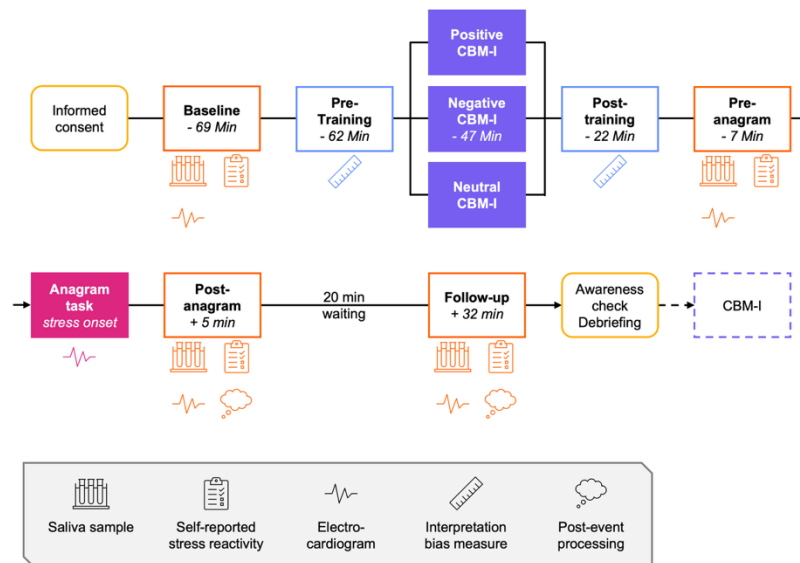 Informed
consent
Baseline
- 69 Min
Pre-
Training
- 62 Min
Positive
CBM-I
Negative
CBM-I
- 47 Min
Neutral
CBM-I
Post-
training
- 22 Min
Pre-
anagram
- 7 Min
Anagram
task
stress onset
Post-
anagram
+ 5 min
20 min
waiting
Follow-up
+ 32 min
Awareness
check
Debriefing
CBM-I
Saliva sample
Self-reported
stress reactivity
Electro-
cardiogram
Interpretation
bias measure
Post-event
processing